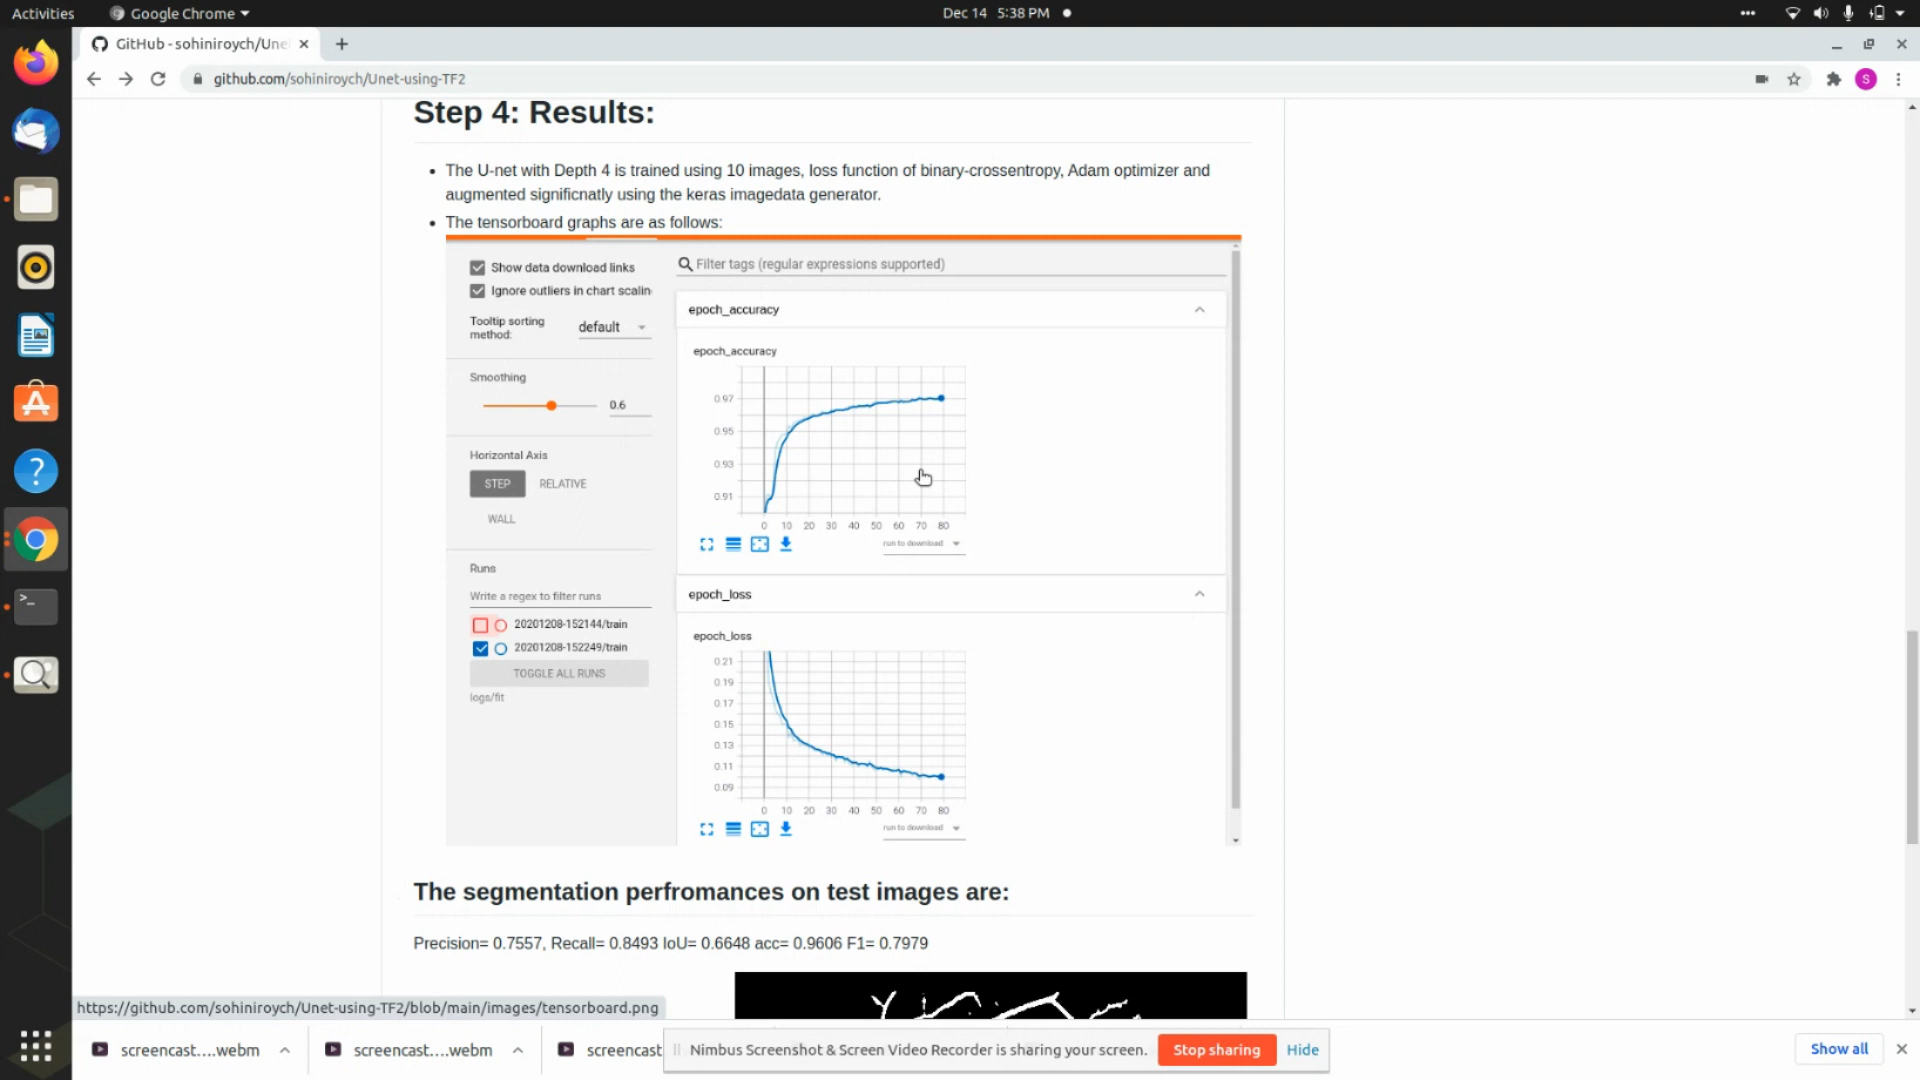 Activities
Google Chrome
Dec 14 5:38 PM
GitHub - sohiniroych/Une
github.com/sohiniroych/Unet-using-TF2
S
Step 4: Results:
The U-net with Depth 4 is trained using 10 images, loss function of binary-crossentropy, Adam optimizer and
augmented significnatly using the keras imagedata generator.
The tensorboard graphs are as follows:
Show data download links
Ignore outliers in chart scalin
Tooltip sorting
method:
default
Smoothing
0.6
Horizontal Axis
STEP
RELATIVE
WALL
Runs
Write a regex to filter runs
20201208-152144/train
20201208-152249/train
TOGGLE ALL RUNS
logs/fit
Filter tags (regular expressions supported)
epoch_accuracy
epoch_accuracy
0.97
0.95
0.93
0.91
0 10 20 30 40 50 60 70 80
run to download
epoch_loss
epoch_loss
0.21
0.19
0.17
0.15
0.13
0.11
0.09
0 10 20 30 40 50 60 70 80
run to download
The segmentation perfromances on test images are:
Precision= 0.7557, Recall= 0.8493 IoU= 0.6648 acc= 0.9606 F1= 0.7979
https://github.com/sohiniroych/Unet-using-TF2/blob/main/images/tensorboard.png
screencast....webm
screencast....webm
screencast
Nimbus Screenshot & Screen Video Recorder is sharing your screen.
Stop sharing
Hide
Show all